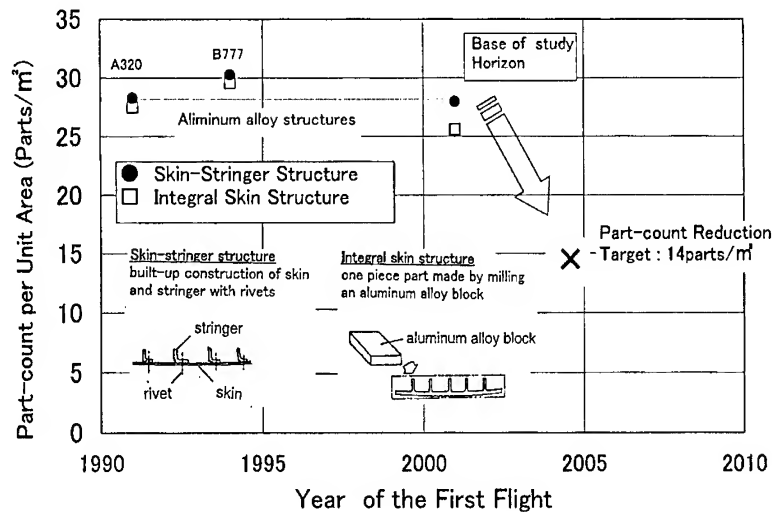 Part-count per Unit Area (Parts/㎡)
35
30
25
20
15
10
5
0
A320
B777
Base of study
Horizon
Aliminum alloy structures
● Skin-Stringer Structure
□ Integral Skin Structure
Part-count Reduction
Target : 14parts/㎡
Skin-stringer structure
built-up construction of skin
and stringer with rivets
Integral skin structure
one piece part made by milling
an aluminum alloy block
stringer
rivet
skin
aluminum alloy block
1990
1995
2000
2005
2010
Year of the First Flight